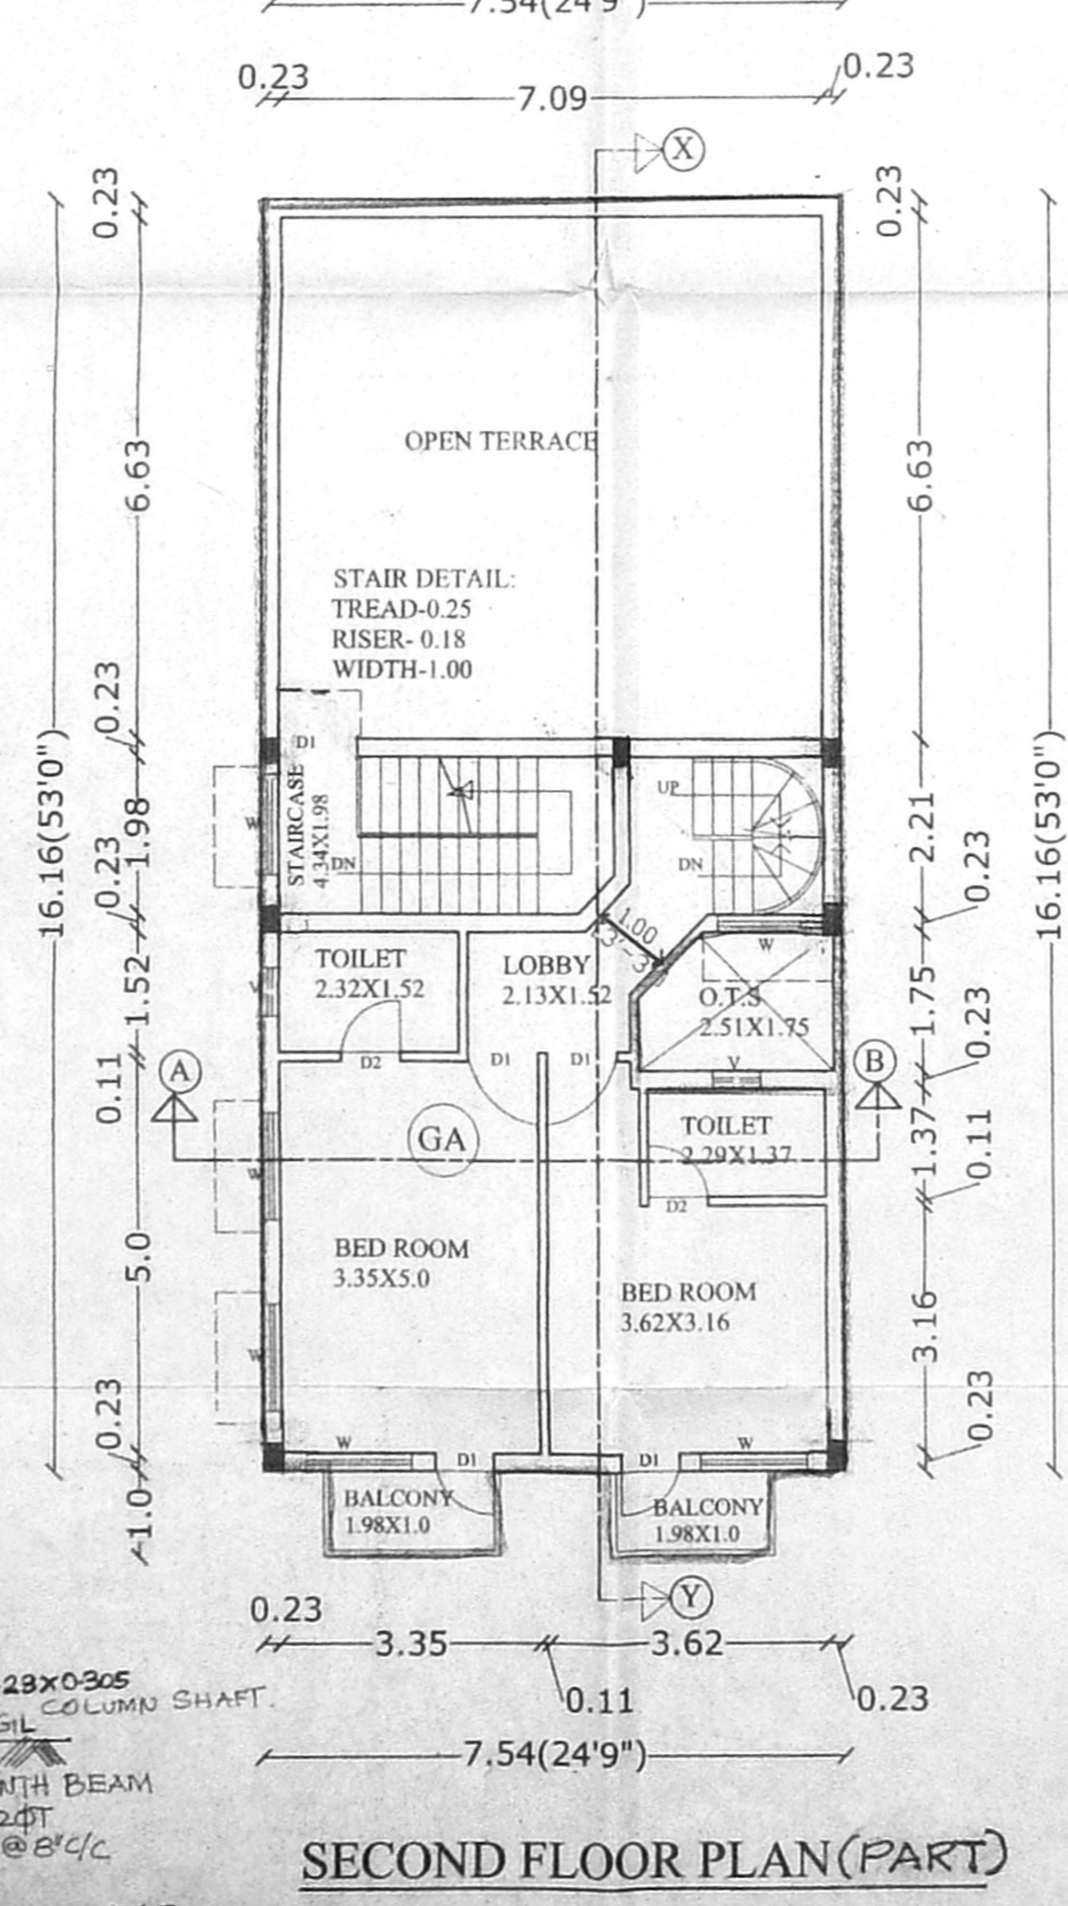 7.54(24'9")
0.23
0.23
7.09
X
0.23
0.23
6.63
OPEN TERRACE
6.63
STAIR DETAIL:
TREAD-0.25
RISER- 0.18
WIDTH-1.00
0.23
16.16(53'0")
16.16(53'0")
D1
STAIRCASE
4.34X1.98
W
DN
UP
DN
1.98
2.21
0.23
0.23
1.00
3'-3"
TOILET
2.32X1.52
LOBBY
2.13X1.52
W
O.T.S
2.51X1.75
V
1.52
1.75
0.23
D2
D1
D1
V
A
B
0.11
GA
TOILET
2.29X1.37
1.37
0.11
W
D2
BED ROOM
3.35X5.0
5.0
BED ROOM
3.62X3.16
3.16
W
0.23
0.23
W
D1
D1
W
BALCONY
1.98X1.0
BALCONY
1.98X1.0
1.0
Y
0.23
3.35
3.62
0.11
0.23
7.54(24'9")
23X0.305
COLUMN SHAFT.
BEAM
@8"C/C
SECOND FLOOR PLAN(PART)